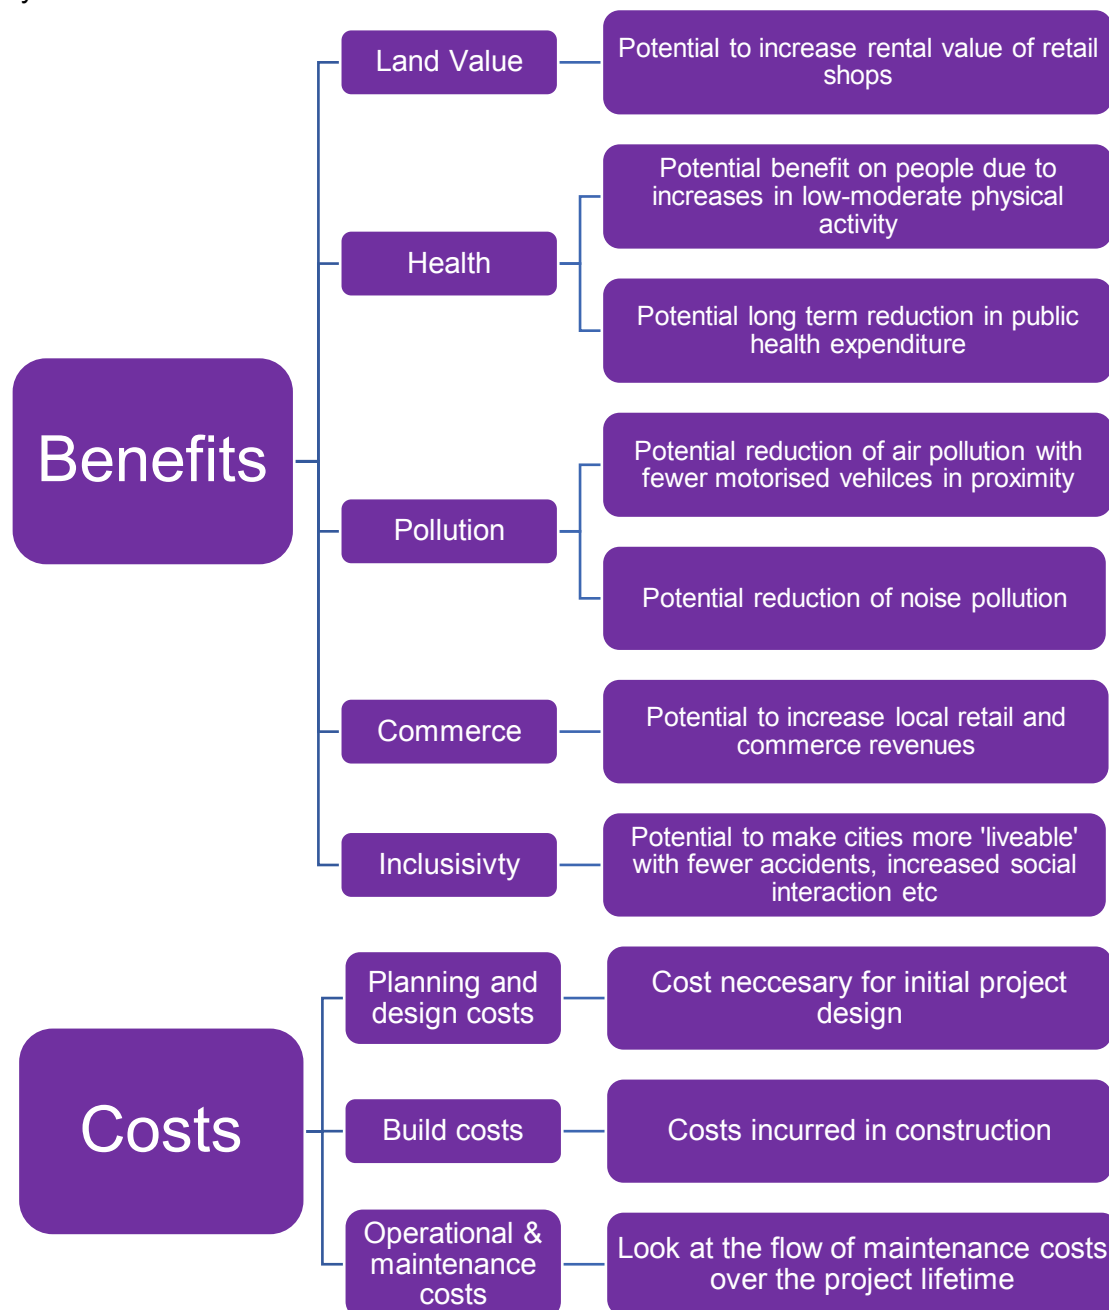 Benefits
Land Value
Potential to increase rental value of retail
shops
Health
Potential benefit on people due to
increases in low-moderate physical
activity
Potential long term reduction in public
health expenditure
Pollution
Potential reduction of air pollution with
fewer motorised vehilces in proximity
Potential reduction of noise pollution
Commerce
Potential to increase local retail and
commerce revenues
Inclusisivty
Potential to make cities more 'liveable'
with fewer accidents, increased social
interaction etc
Costs
Planning and
design costs
Cost neccesary for initial project
design
Build costs
Costs incurred in construction
Operational &
maintenance
costs
Look at the flow of maintenance costs
over the project lifetime